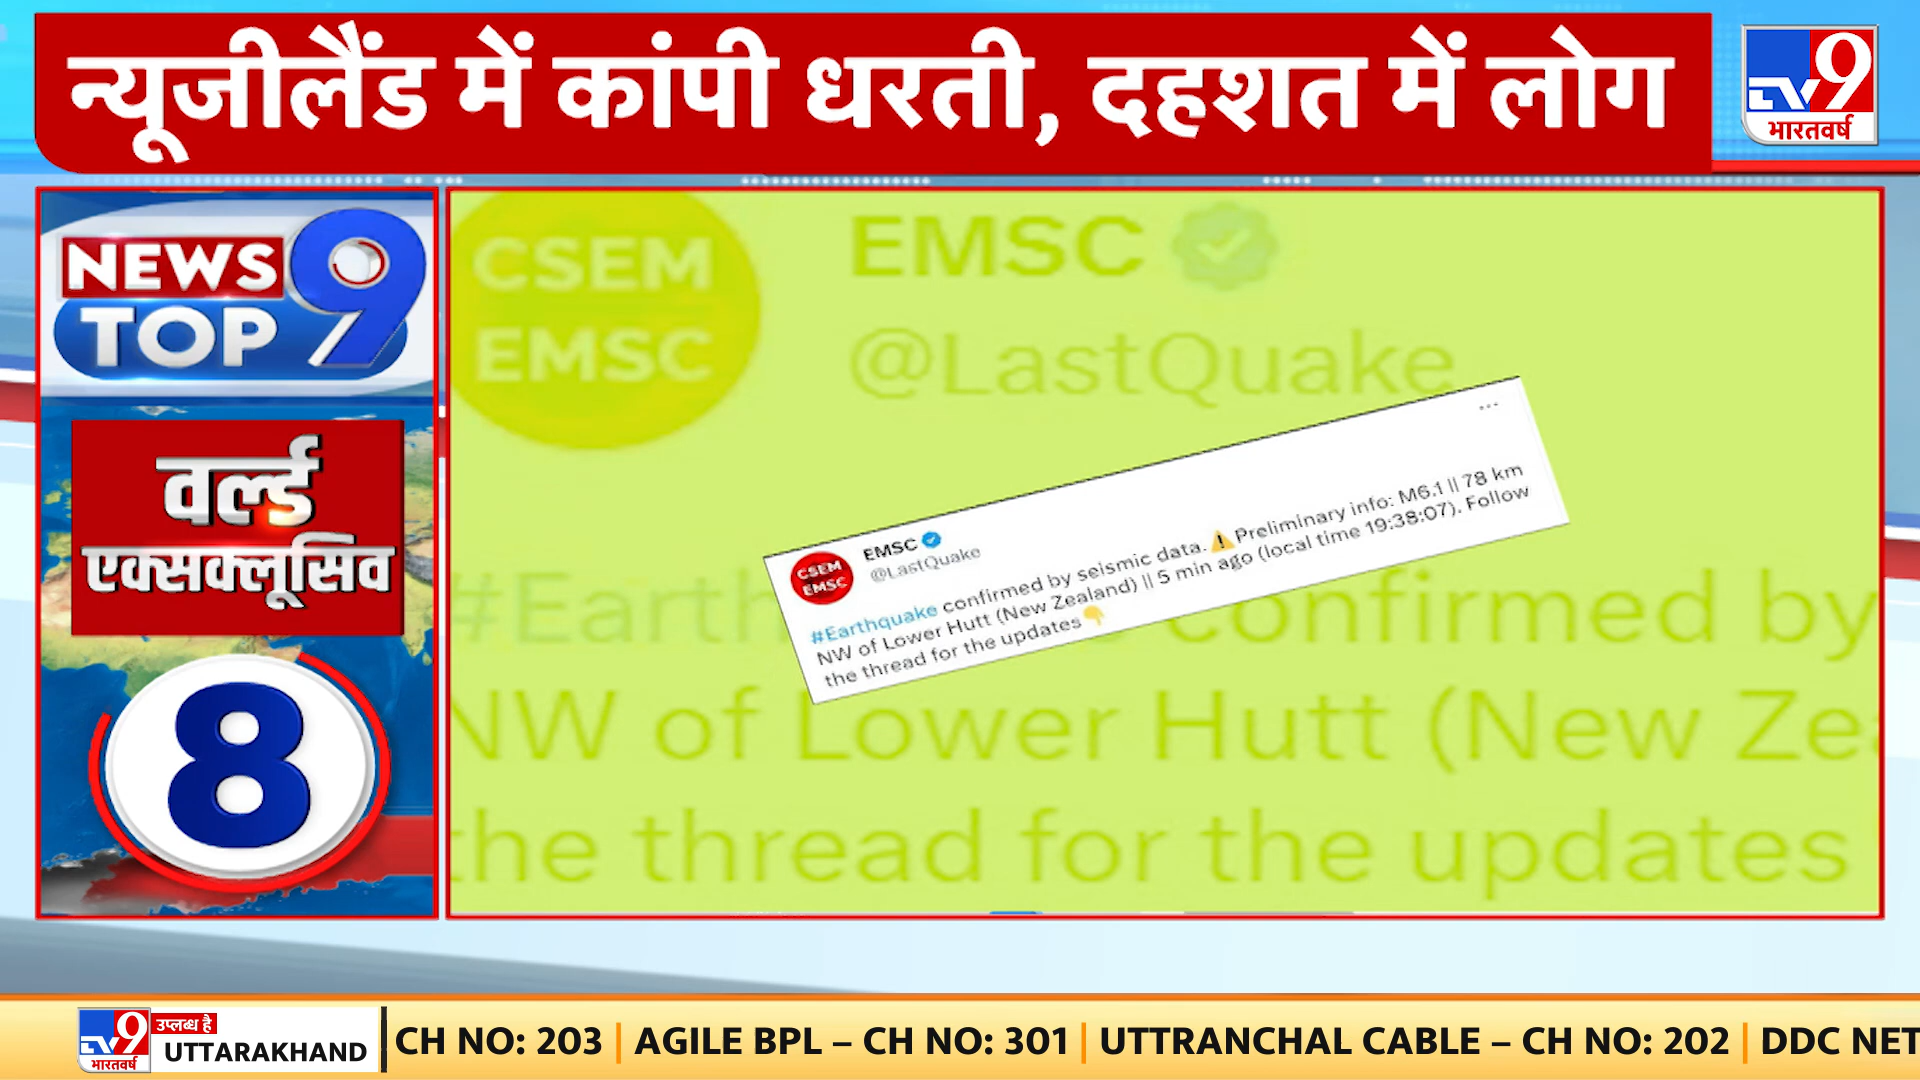 न्यूजीलैंड में कांपी धरती, दहशत में लोग
TV9
भारतवर्ष
NEWS 9
TOP
वर्ल्ड
एक्सक्लूसिव
8
CSEM
EMSC
EMSC
@LastQuake
#Earth
confirmed by
NW of Lower Hutt (New Zea
the thread for the updates
CSEM
EMSC
EMSC
@LastQuake
...
#Earthquake confirmed by seismic data. ⚠Preliminary info: M6.1 || 78 km
NW of Lower Hutt (New Zealand) || 5 min ago (local time 19:38:07). Follow
the thread for the updates👇
TV9
भारतवर्ष
उप्लब्ध है
UTTARAKHAND
CH NO: 203 | AGILE BPL – CH NO: 301 | UTTRANCHAL CABLE – CH NO: 202 | DDC NET